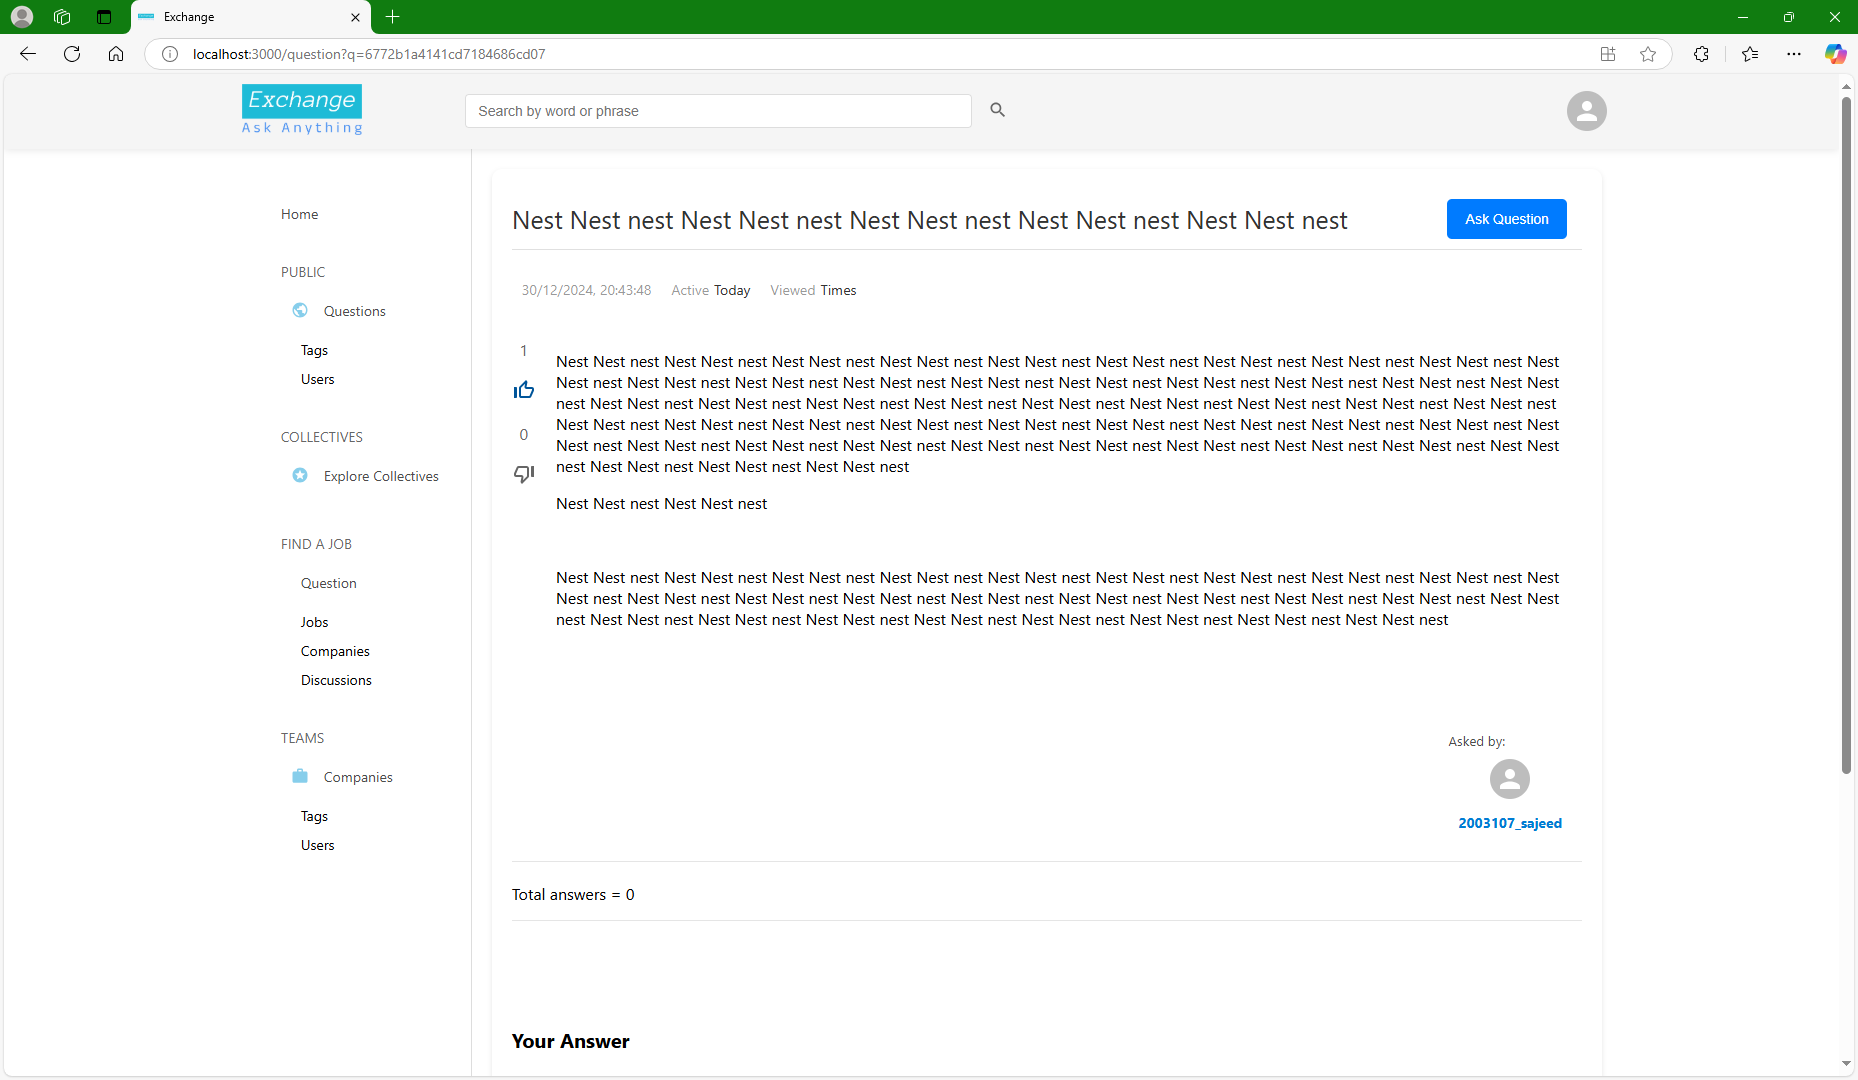 Exchange
localhost:3000/question?q=6772b1a4141cd7184686cd07
Exchange
Ask Anything
Search by word or phrase
Home
PUBLIC
Questions
Tags
Users
COLLECTIVES
Explore Collectives
FIND A JOB
Question
Jobs
Companies
Discussions
TEAMS
Companies
Tags
Users
Nest Nest nest Nest Nest nest Nest Nest nest Nest Nest nest Nest Nest nest
Ask Question
30/12/2024, 20:43:48 Active Today Viewed Times
1
0
Nest Nest nest Nest Nest nest Nest Nest nest Nest Nest nest Nest Nest nest Nest Nest nest Nest Nest nest Nest Nest nest Nest Nest nest Nest
Nest nest Nest Nest nest Nest Nest nest Nest Nest nest Nest Nest nest Nest Nest nest Nest Nest nest Nest Nest nest Nest Nest nest Nest Nest
nest Nest Nest nest Nest Nest nest Nest Nest nest Nest Nest nest Nest Nest nest Nest Nest nest Nest Nest nest Nest Nest nest Nest Nest nest
Nest Nest nest Nest Nest nest Nest Nest nest Nest Nest nest Nest Nest nest Nest Nest nest Nest Nest nest Nest Nest nest Nest Nest nest Nest
Nest nest Nest Nest nest Nest Nest nest Nest Nest nest Nest Nest nest Nest Nest nest Nest Nest nest Nest Nest nest Nest Nest nest Nest Nest
nest Nest Nest nest Nest Nest nest Nest Nest nest
Nest Nest nest Nest Nest nest
Nest Nest nest Nest Nest nest Nest Nest nest Nest Nest nest Nest Nest nest Nest Nest nest Nest Nest nest Nest Nest nest Nest Nest nest Nest
Nest nest Nest Nest nest Nest Nest nest Nest Nest nest Nest Nest nest Nest Nest nest Nest Nest nest Nest Nest nest Nest Nest nest Nest Nest
nest Nest Nest nest Nest Nest nest Nest Nest nest Nest Nest nest Nest Nest nest Nest Nest nest Nest Nest nest Nest Nest nest
Asked by:
2003107_sajeed
Total answers = 0
Your Answer